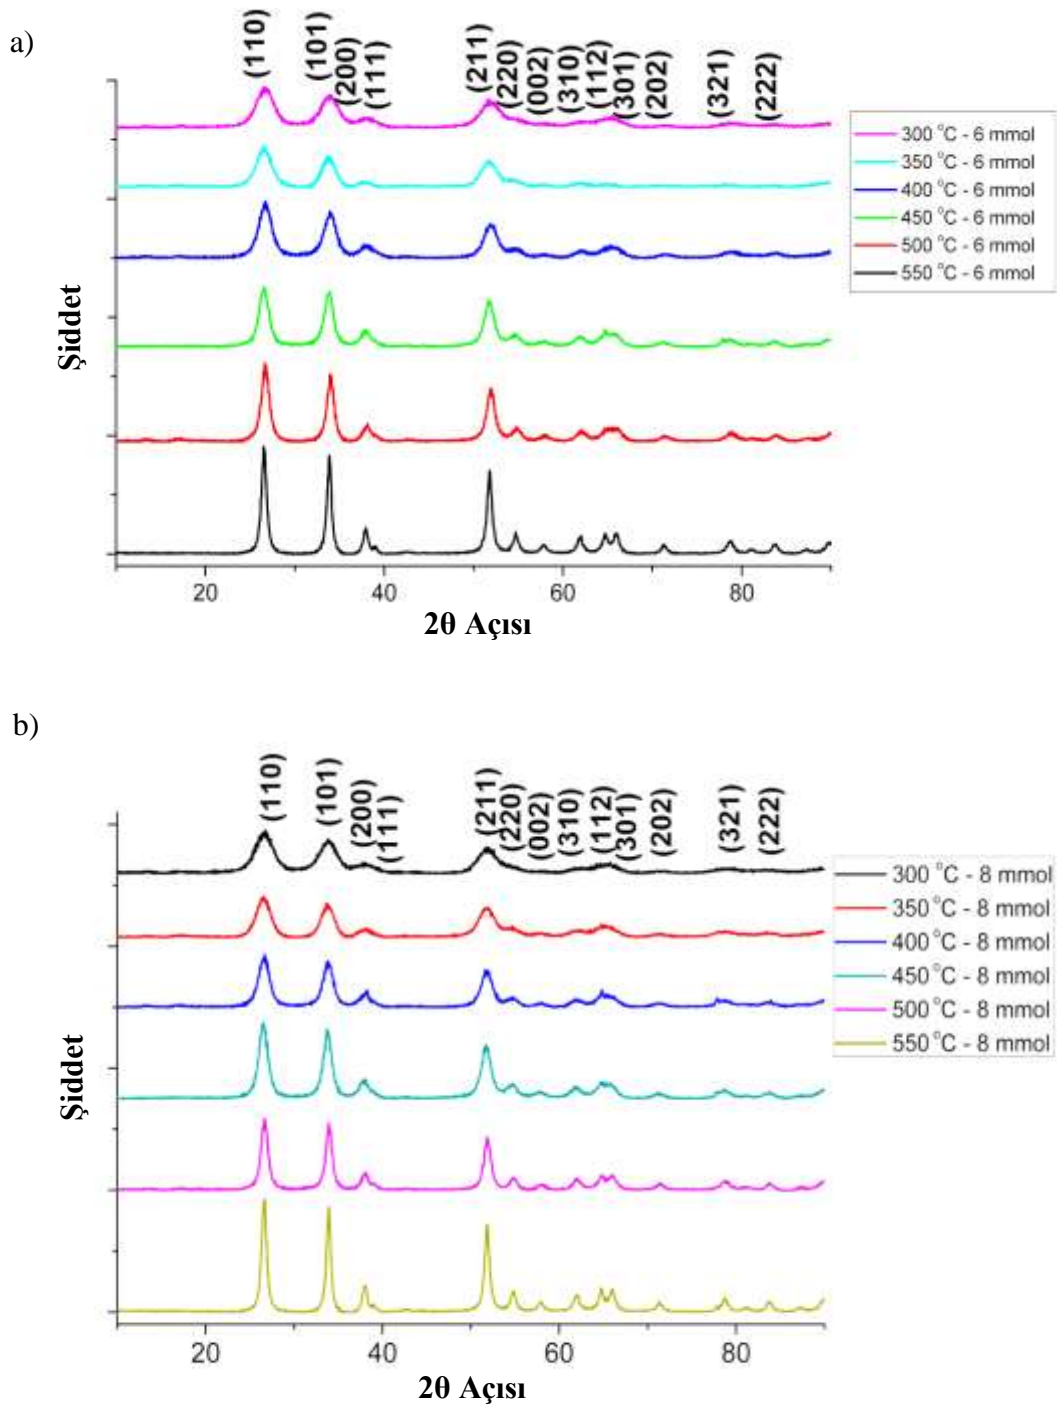 a)
(110)
(101)
(200)
(111)
(211)
(220)
(002)
(310)
(112)
(301)
(202)
(321)
(222)
300 °C - 6 mmol
350 °C - 6 mmol
400 °C - 6 mmol
450 °C - 6 mmol
500 °C - 6 mmol
550 °C - 6 mmol
Şiddet
20 40 60 80
2θ Açısı
b)
(110)
(101)
(200)
(111)
(211)
(220)
(002)
(310)
(112)
(301)
(202)
(321)
(222)
300 °C - 8 mmol
350 °C - 8 mmol
400 °C - 8 mmol
450 °C - 8 mmol
500 °C - 8 mmol
550 °C - 8 mmol
Şiddet
20 40 60 80
2θ Açısı